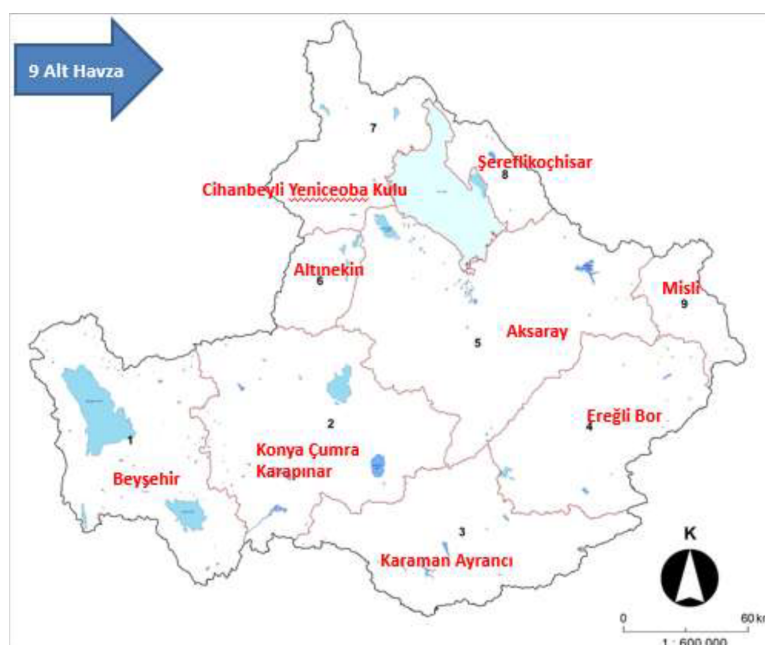 9 Alt Havza
7
Şereflikoçhisar
8
Cihanbeyli Yeniceoba Kulu
Altınekin
6
Misli
9
Aksaray
5
Ereğli Bor
4
2
1
Konya Çumra
Karapınar
Beyşehir
3
Karaman Ayrancı
K
0
60 km
1 : 600.000